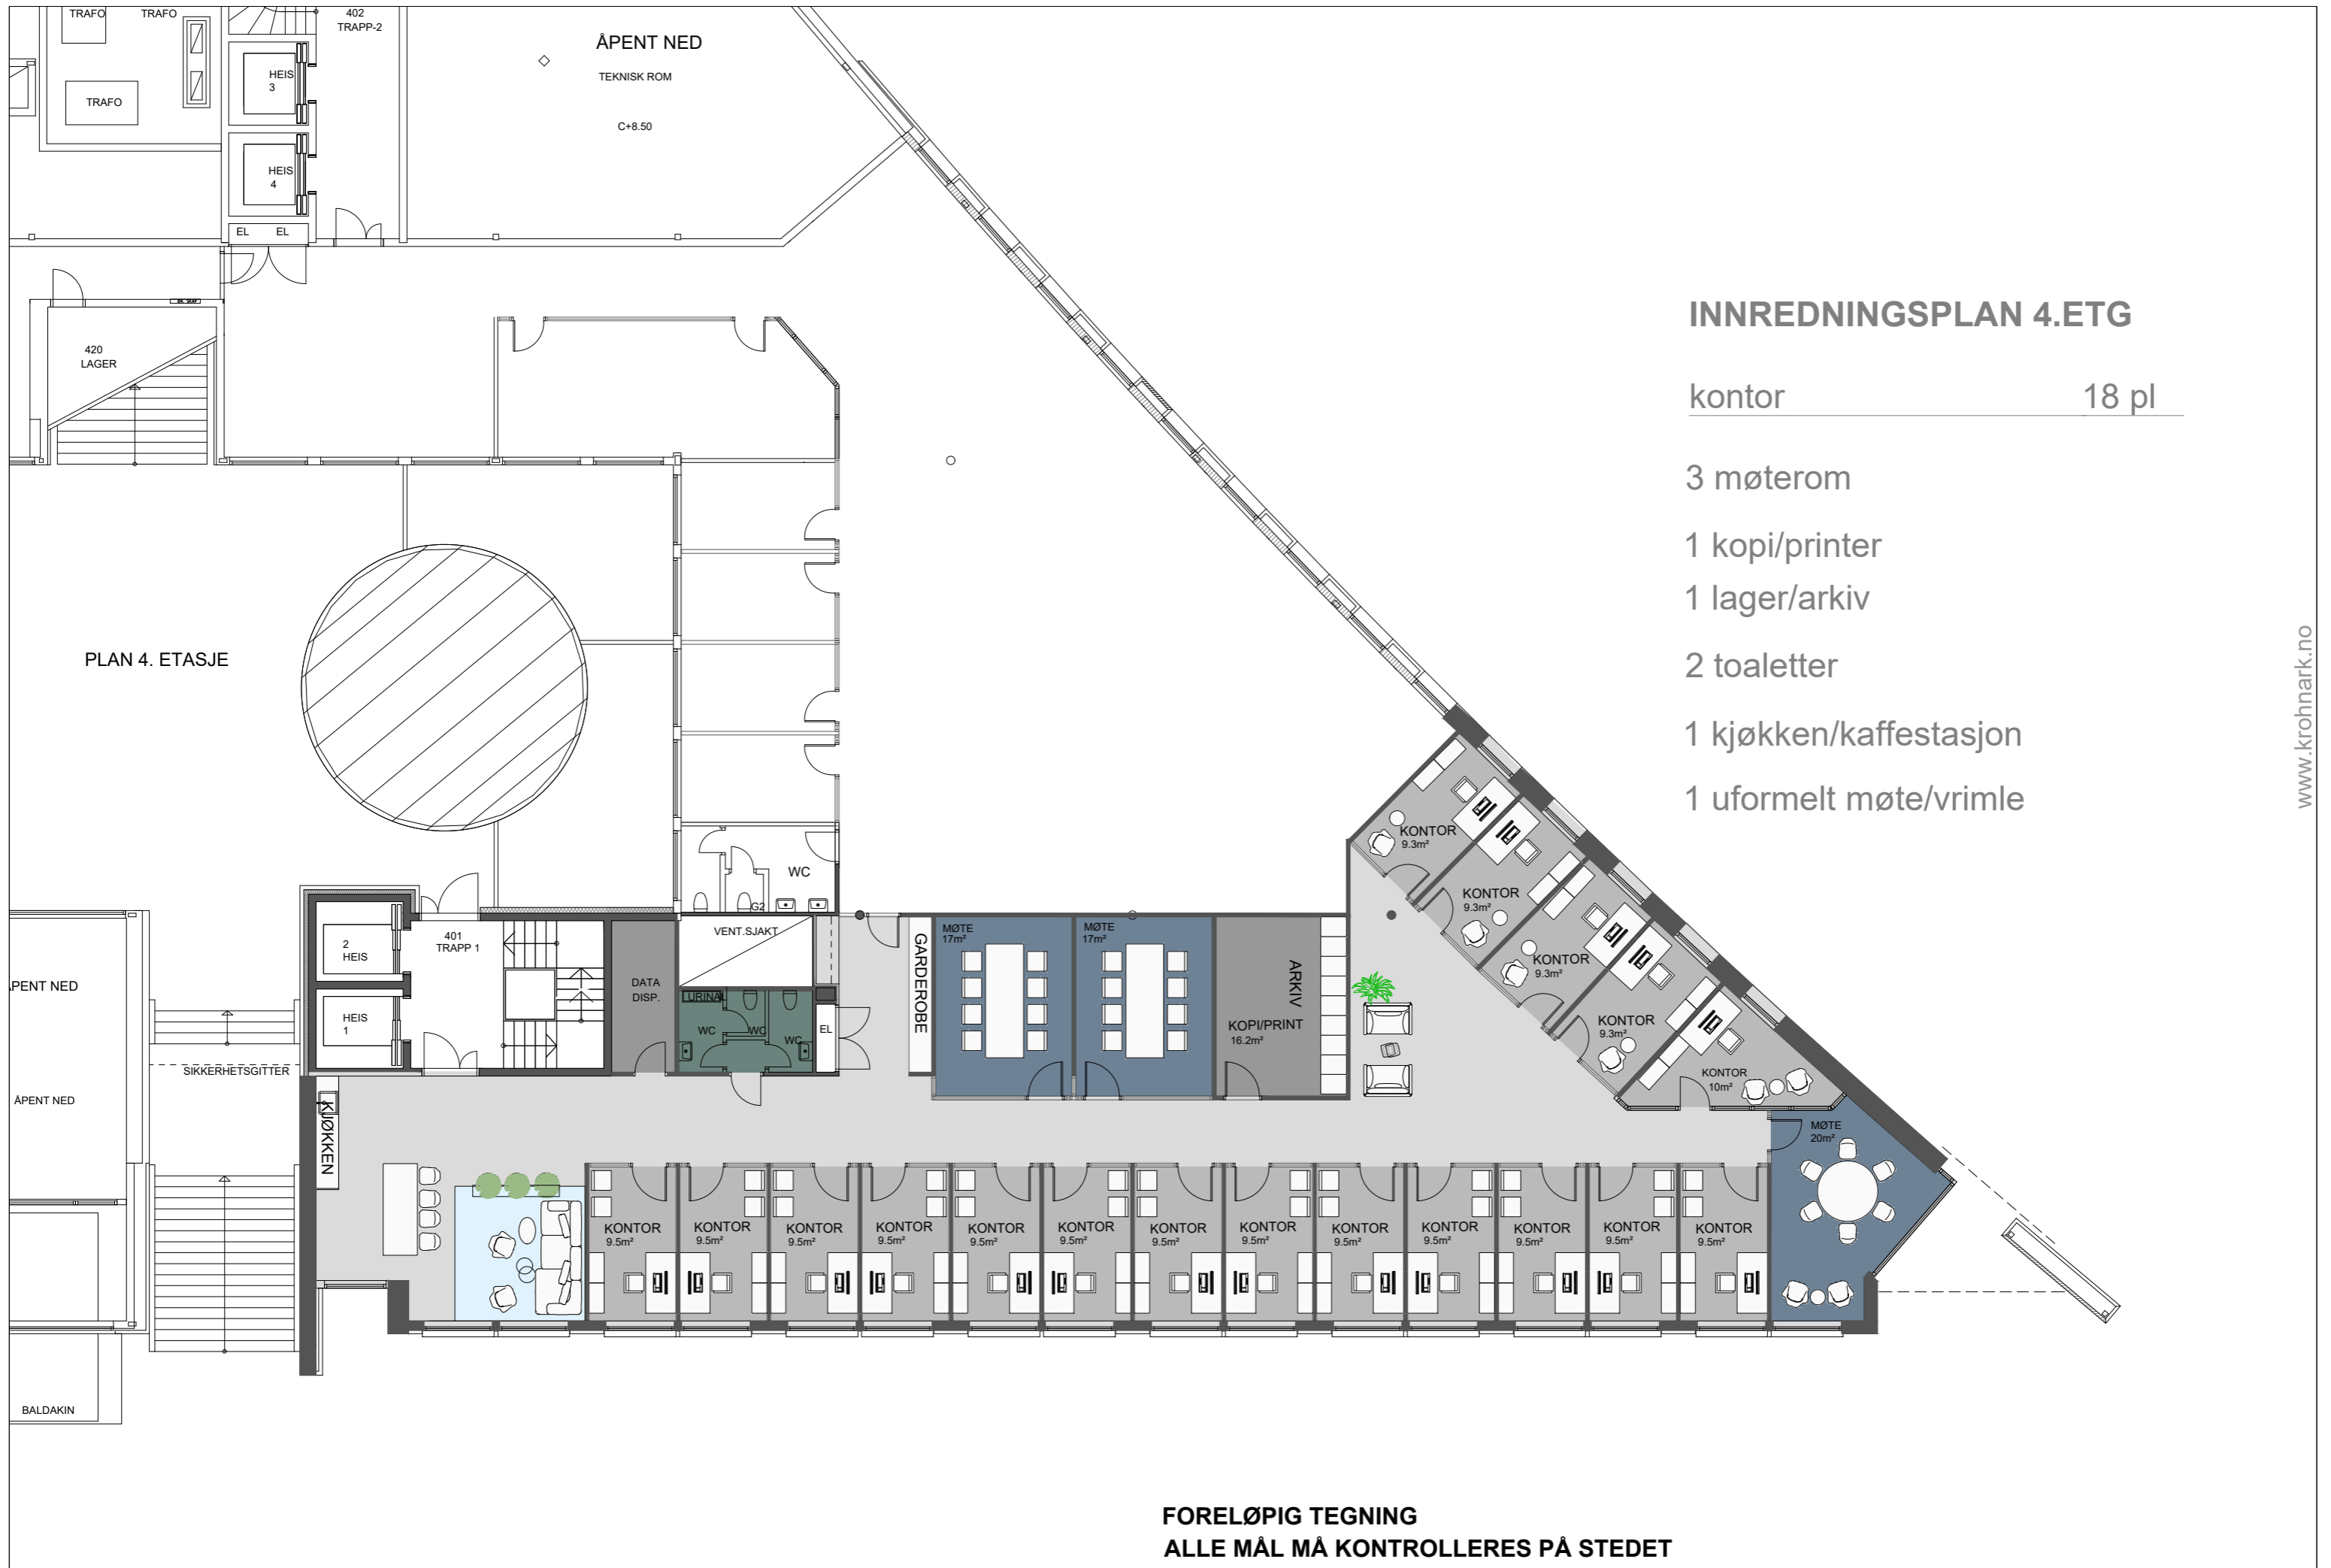 TRAFO
TRAFO
402
TRAPP-2
ÅPENT NED
TEKNISK ROM
C+8.50
HEIS
3
TRAFO
HEIS
4
EL
EL
420
LAGER
INNREDNINGSPLAN 4.ETG
kontor 18 pl
3 møterom
1 kopi/printer
1 lager/arkiv
2 toaletter
1 kjøkken/kaffestasjon
1 uformelt møte/vrimle
www.krohnmark.no
PLAN 4. ETASJE
WC
G2
VENT.SJAKT
401
TRAPP 1
2
HEIS
HEIS
1
DATA
DISP.
URINAL
WC
WC
WC
EL
GARDEROBE
MØTE
17m²
MØTE
17m²
ARKIV
KOPI/PRINT
16.2m²
KONTOR
9.3m²
KONTOR
9.3m²
KONTOR
9.3m²
KONTOR
9.3m²
KONTOR
10m²
MØTE
20m²
ÅPENT NED
SIKKERHETSGITTER
ÅPENT NED
KJØKKEN
KONTOR
9.5m²
KONTOR
9.5m²
KONTOR
9.5m²
KONTOR
9.5m²
KONTOR
9.5m²
KONTOR
9.5m²
KONTOR
9.5m²
KONTOR
9.5m²
KONTOR
9.5m²
KONTOR
9.5m²
KONTOR
9.5m²
KONTOR
9.5m²
KONTOR
9.5m²
BALDAKIN
FORELØPIG TEGNING
ALLE MÅL MÅ KONTROLLERES PÅ STEDET